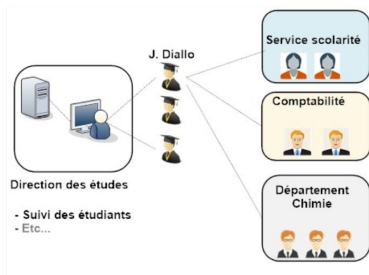 J. Diallo
Service scolarité
Comptabilité
Département
Chimie
Direction des études
- Suivi des étudiants
- Etc...